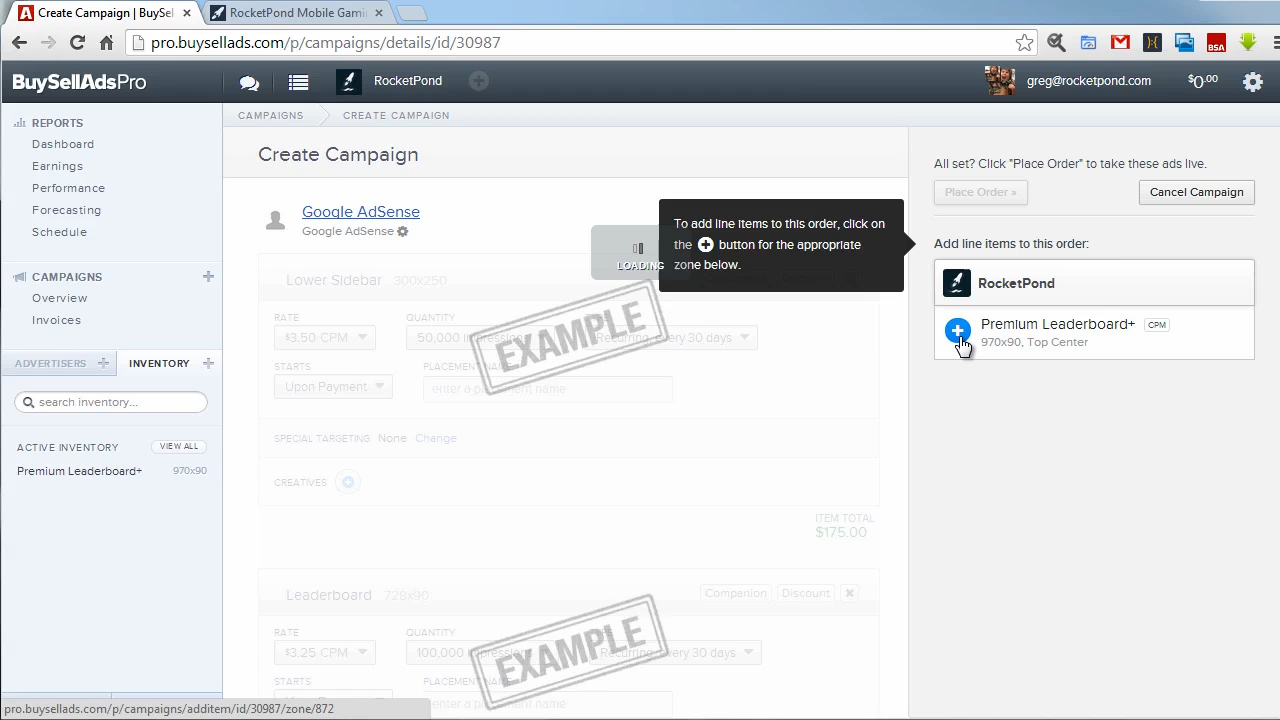 Create Campaign | BuySel
RocketPond Mobile Gami
pro.buysellads.com/p/campaigns/details/id/30987
BSA
BuySellAdsPro
RocketPond
greg@rocketpond.com
$0.00
REPORTS
Dashboard
Earnings
Performance
Forecasting
Schedule
CAMPAIGNS
Overview
Invoices
ADVERTISERS
INVENTORY
search inventory...
ACTIVE INVENTORY
VIEW ALL
Premium Leaderboard+ 970x90
CAMPAIGNS
CREATE CAMPAIGN
Create Campaign
Google AdSense
Google AdSense
LOADING
To add line items to this order, click on
the button for the appropriate
zone below.
Lower Sidebar 300x250
RATE
QUANTITY
$3.50 CPM
50,000 impressions
Recurring, every 30 days
STARTS
PLACEMENT NAME
Upon Payment
enter a placement name
EXAMPLE
SPECIAL TARGETING None Change
CREATIVES
ITEM TOTAL
$175.00
Leaderboard 728x90
Companion
Discount
RATE
QUANTITY
$3.25 CPM
100,000 impressions
Recurring, every 30 days
STARTS
PLACEMENT NAME
enter a placement name
EXAMPLE
All set? Click "Place Order" to take these ads live.
Place Order »
Cancel Campaign
Add line items to this order:
RocketPond
Premium Leaderboard+ CPM
970x90, Top Center
pro.buysellads.com/p/campaigns/additem/id/30987/zone/872